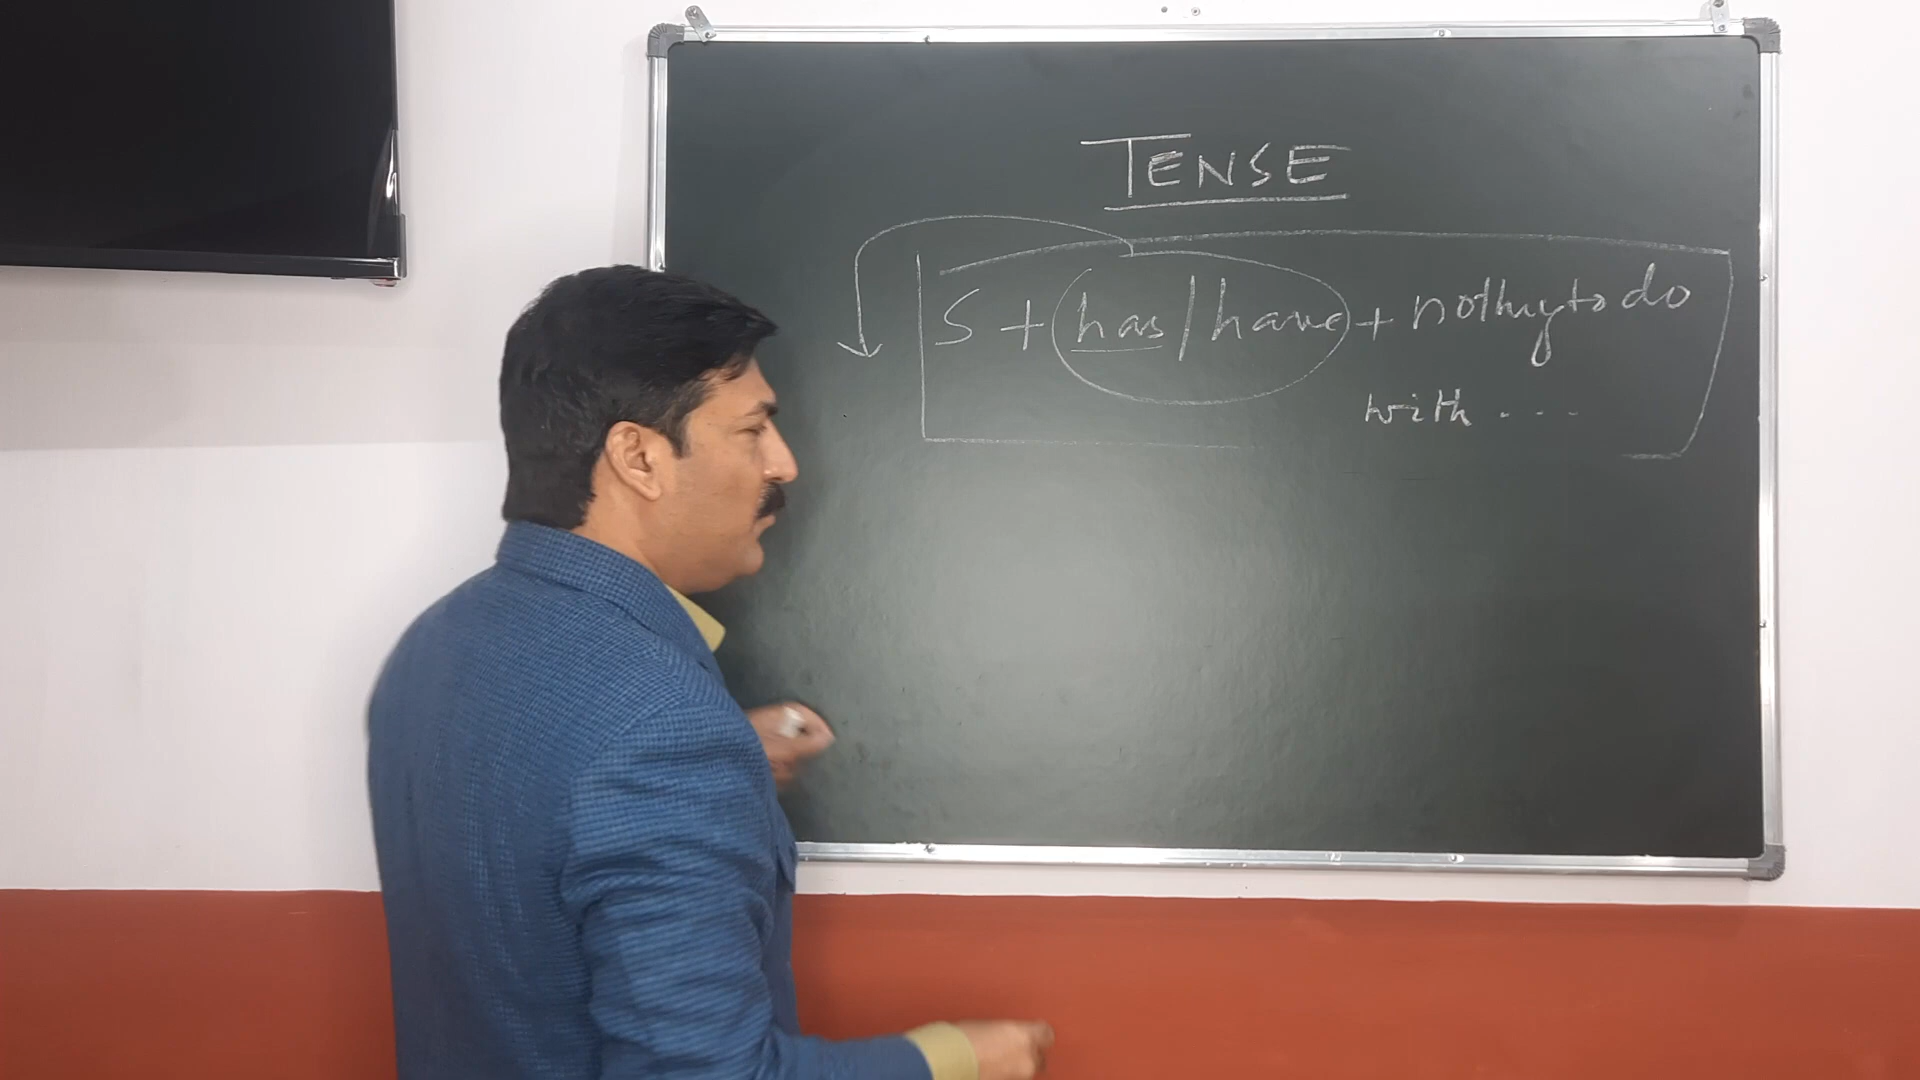 TENSE
S + has / have + nothing to do
with ...